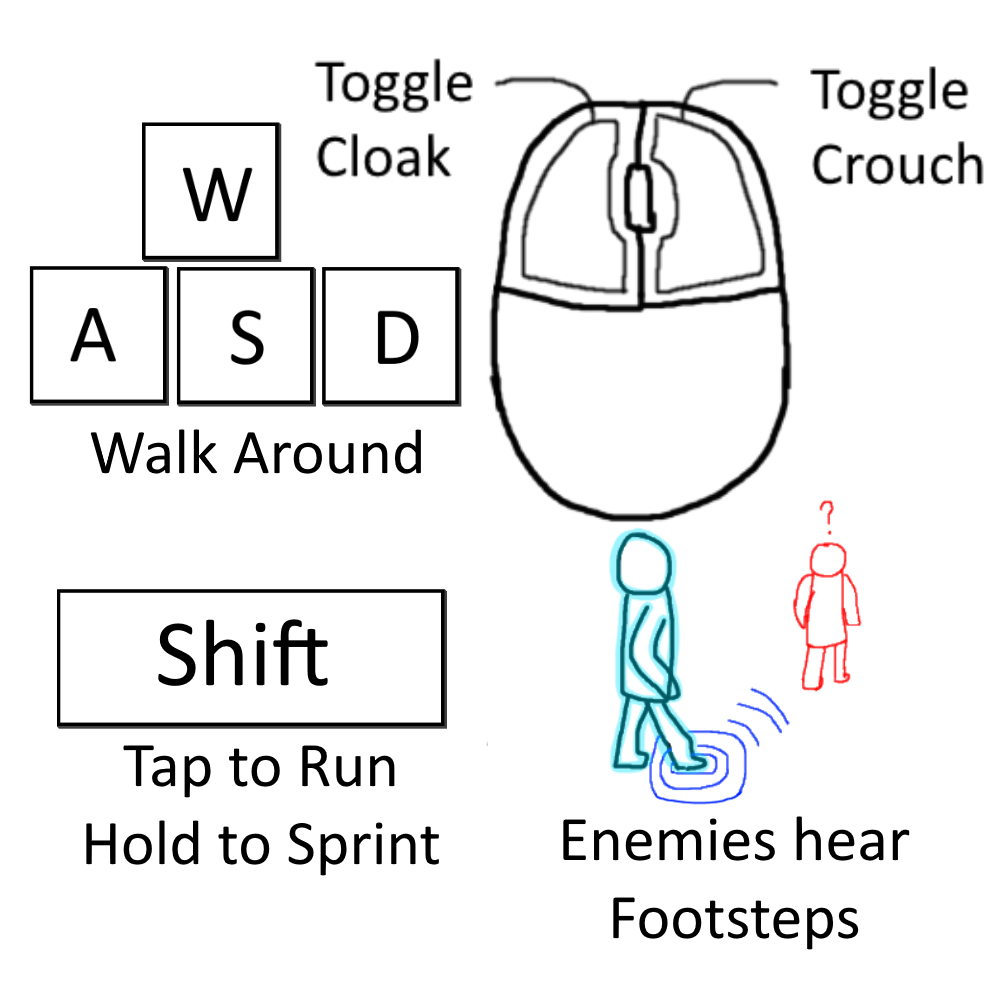 Toggle
Cloak
Toggle
Crouch
W
A S D
Walk Around
Shift
Tap to Run
Hold to Sprint
?
Enemies hear
Footsteps